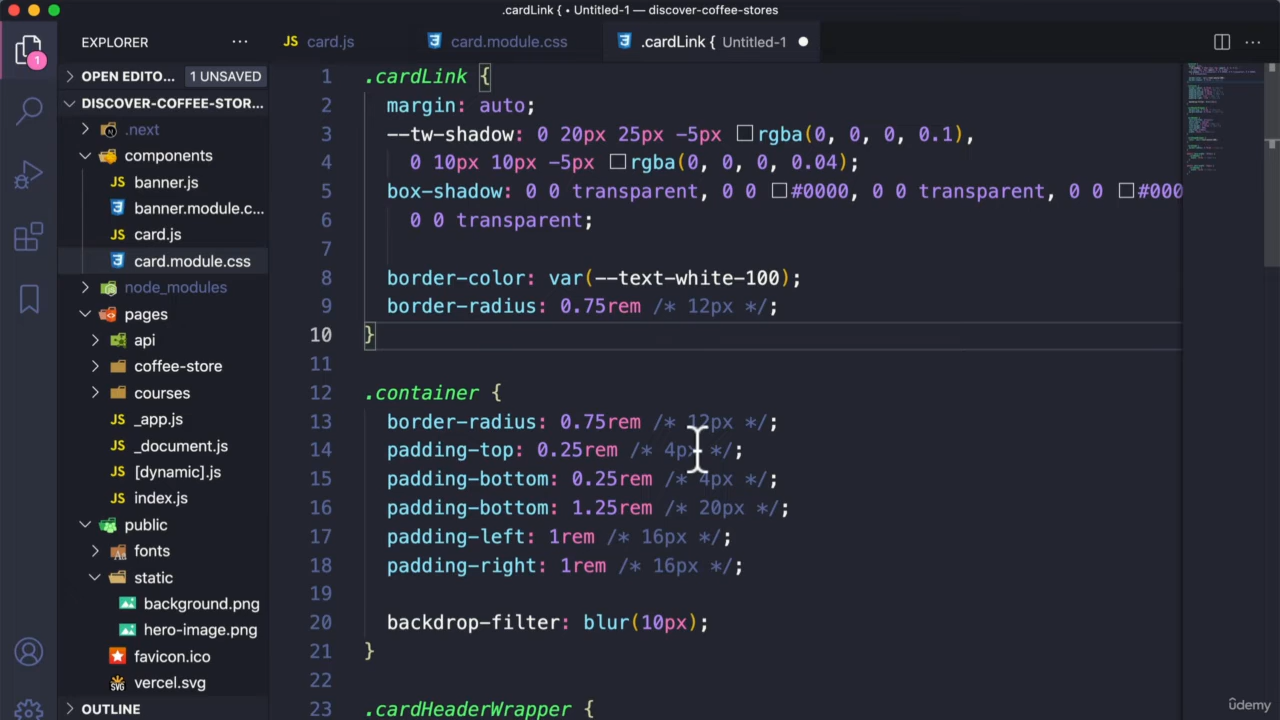 .cardLink { • Untitled-1 — discover-coffee-stores
EXPLORER
JS card.js
card.module.css
.cardLink { Untitled-1
1
OPEN EDITO... 1 UNSAVED
DISCOVER-COFFEE-STOR...
.next
components
JS banner.js
banner.module.c...
JS card.js
card.module.css
node_modules
pages
api
coffee-store
courses
JS _app.js
JS _document.js
JS [dynamic].js
JS index.js
public
fonts
static
background.png
hero-image.png
favicon.ico
SVG vercel.svg
OUTLINE
1 .cardLink {
2 margin: auto;
3 --tw-shadow: 0 20px 25px -5px rgba(0, 0, 0, 0.1),
4 0 10px 10px -5px rgba(0, 0, 0, 0.04);
5 box-shadow: 0 0 transparent, 0 0 #0000, 0 0 transparent, 0 0 #000
6 0 0 transparent;
7
8 border-color: var(--text-white-100);
9 border-radius: 0.75rem /* 12px */;
10 }
11
12 .container {
13 border-radius: 0.75rem /* 12px */;
14 padding-top: 0.25rem /* 4px */;
15 padding-bottom: 0.25rem /* 4px */;
16 padding-bottom: 1.25rem /* 20px */;
17 padding-left: 1rem /* 16px */;
18 padding-right: 1rem /* 16px */;
19
20 backdrop-filter: blur(10px);
21 }
22
23 .cardHeaderWrapper {
ûdemy